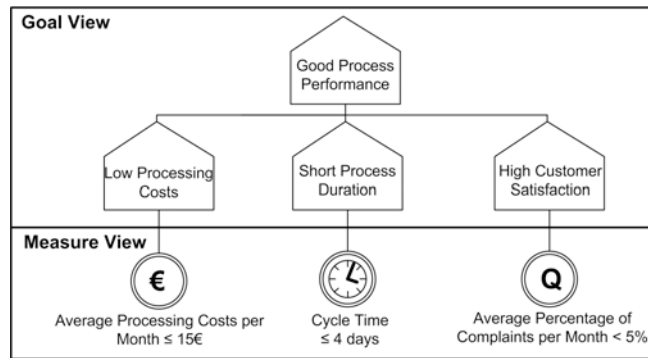 Goal View
Good Process
Performance
Low Processing
Costs
Short Process
Duration
High Customer
Satisfaction
Measure View
€
Average Processing Costs per
Month ≤ 15€
Cycle Time
≤ 4 days
Q
Average Percentage of
Complaints per Month < 5%